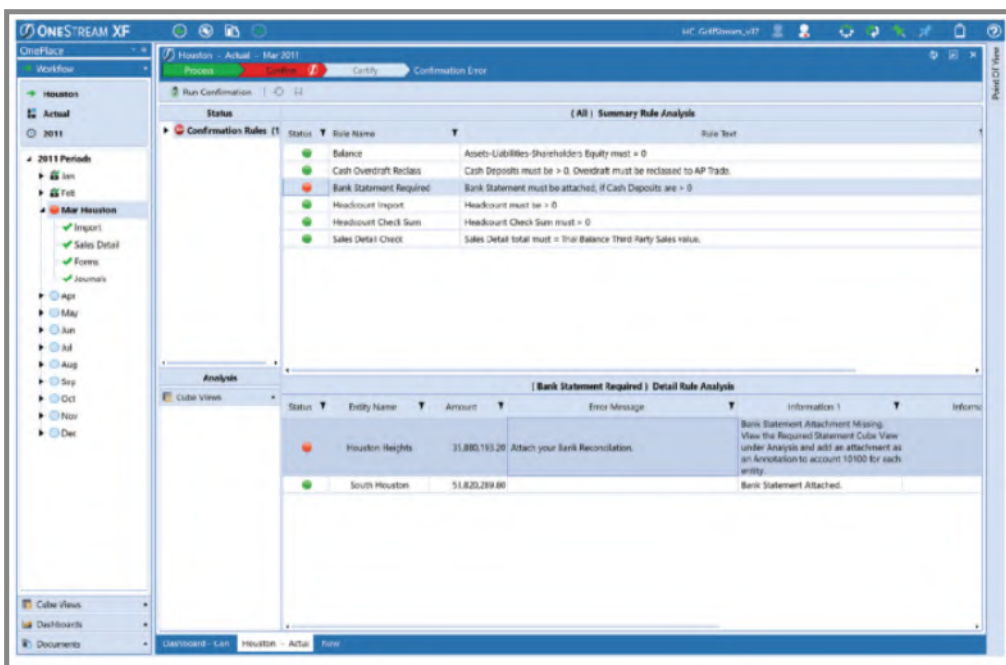 ONESTREAM XF
OnePlace
Workflow
Houston
Actual
2011
2011 Periods
Jan
Feb
Mar Houston
Import
Sales Detail
Forms
Journals
Apr
May
Jun
Jul
Aug
Sep
Oct
Nov
Dec
Cube Views
Dashboards
Documents
Houston - Actual - Mar 2011
Process
Confirm
Certify
Confirmation Error
Run Confirmation
Status
Confirmation Rules (1
Analysis
Cube Views
( All ) Summary Rule Analysis
Status Rule Name Rule Text
Balance Assets-Liabilities-Shareholders Equity must = 0
Cash Overdraft Reclass Cash Deposits must be > 0, Overdraft must be reclassed to AP Trade.
Bank Statement Required Bank Statement must be attached, if Cash Deposits are > 0
Headcount Import Headcount must be > 0
Headcount Check Sum Headcount Check Sum must = 0
Sales Detail Check Sales Detail total must = Trial Balance Third Party Sales value.
( Bank Statement Required ) Detail Rule Analysis
Status Entity Name Amount Error Message Information 1 Informa
Houston Heights 31,880,193.20 Attach your Bank Reconciliation.
Bank Statement Attachment Missing.
View the Required Statement Cube View
under Analysis and add an attachment as
an Annotation to account 10100 for each
entity.
South Houston 51,820,289.80 Bank Statement Attached.
Houston - Actual
Point Of View